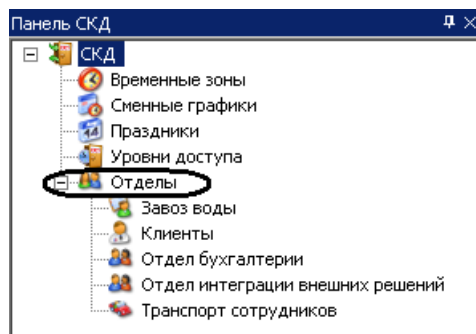 Панель СКД
СКД
Временные зоны
Сменные графики
Праздники
Уровни доступа
Отделы
Завоз воды
Клиенты
Отдел бухгалтерии
Отдел интеграции внешних решений
Транспорт сотрудников